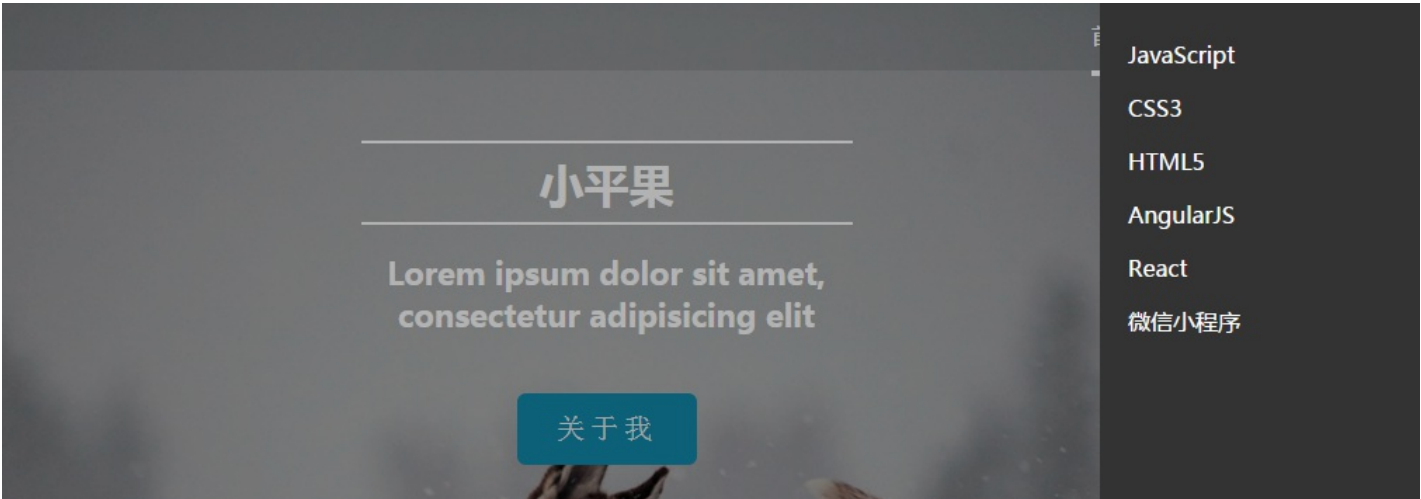 小平果
Lorem ipsum dolor sit amet,
consectetur adipisicing elit
关于我
JavaScript
CSS3
HTML5
AngularJS
React
微信小程序